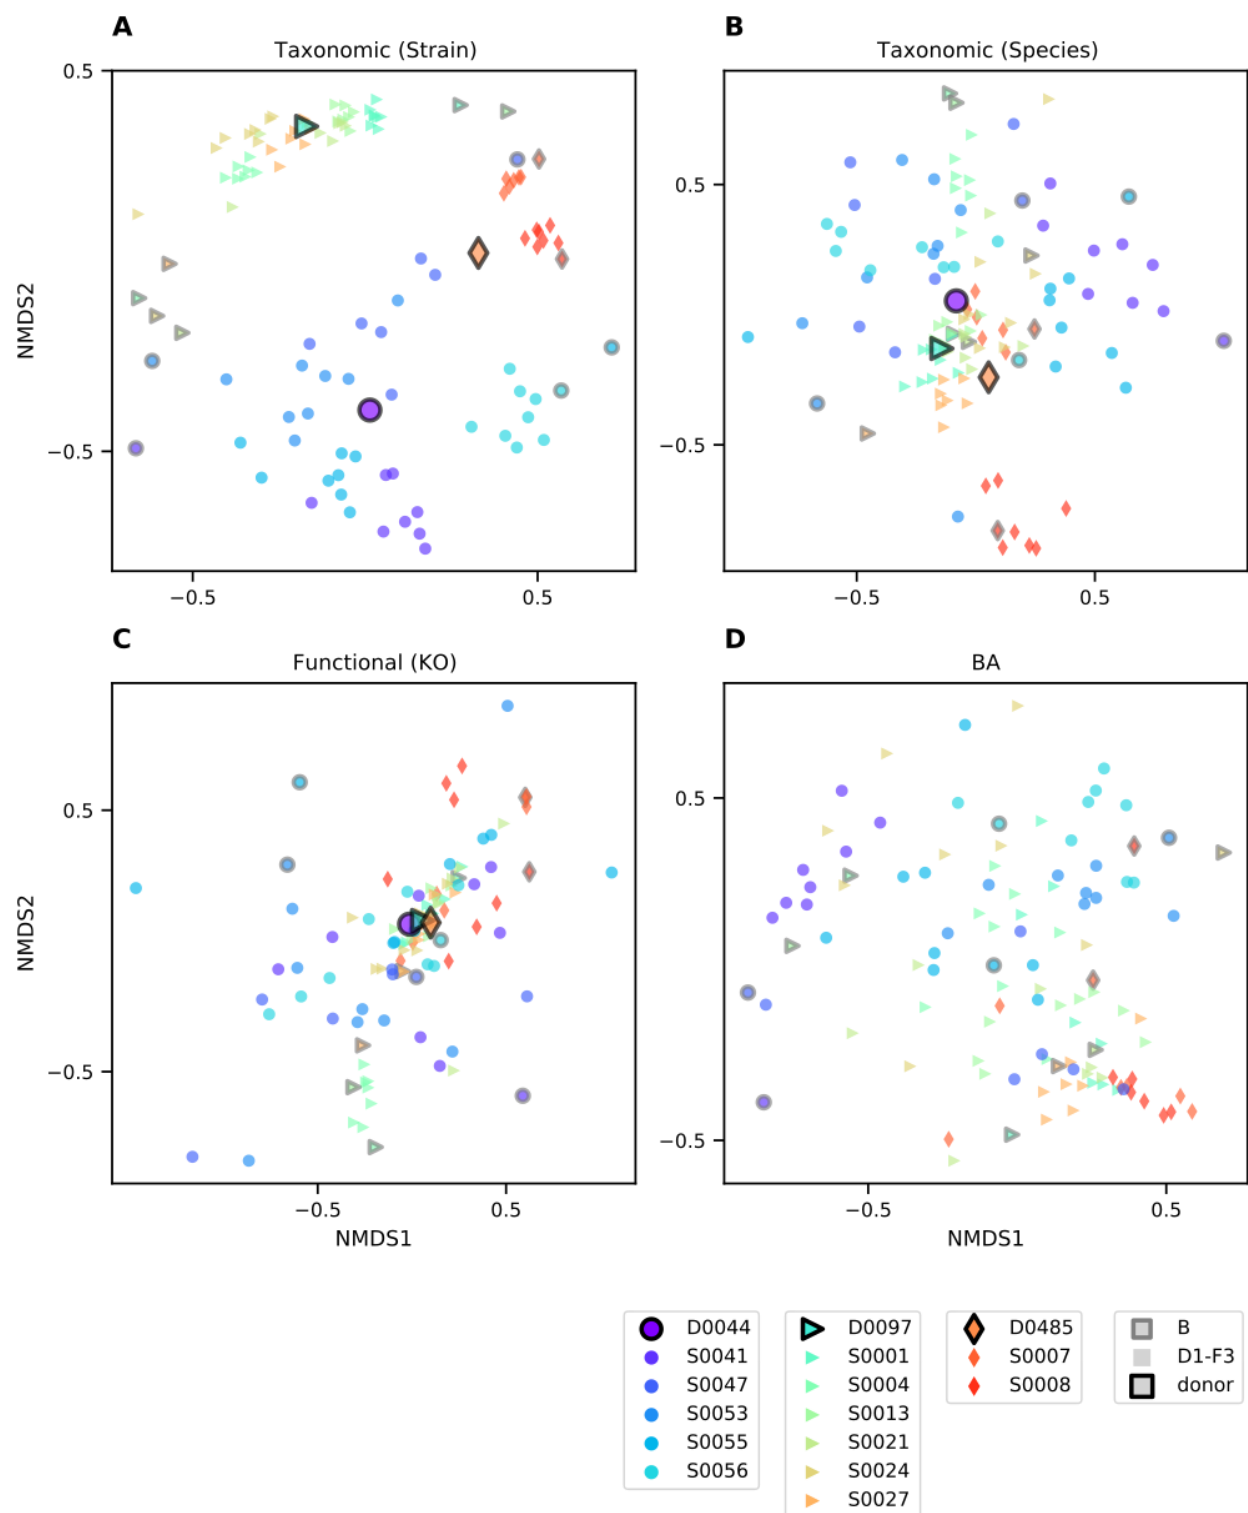 A
Taxonomic (Strain)
0.5
−0.5
NMDS2
−0.5
0.5
B
Taxonomic (Species)
0.5
−0.5
−0.5
0.5
C
Functional (KO)
0.5
−0.5
NMDS2
−0.5
0.5
NMDS1
D
BA
0.5
−0.5
−0.5
0.5
NMDS1
D0044
S0041
S0047
S0053
S0055
S0056
D0097
S0001
S0004
S0013
S0021
S0024
S0027
D0485
S0007
S0008
B
D1-F3
donor